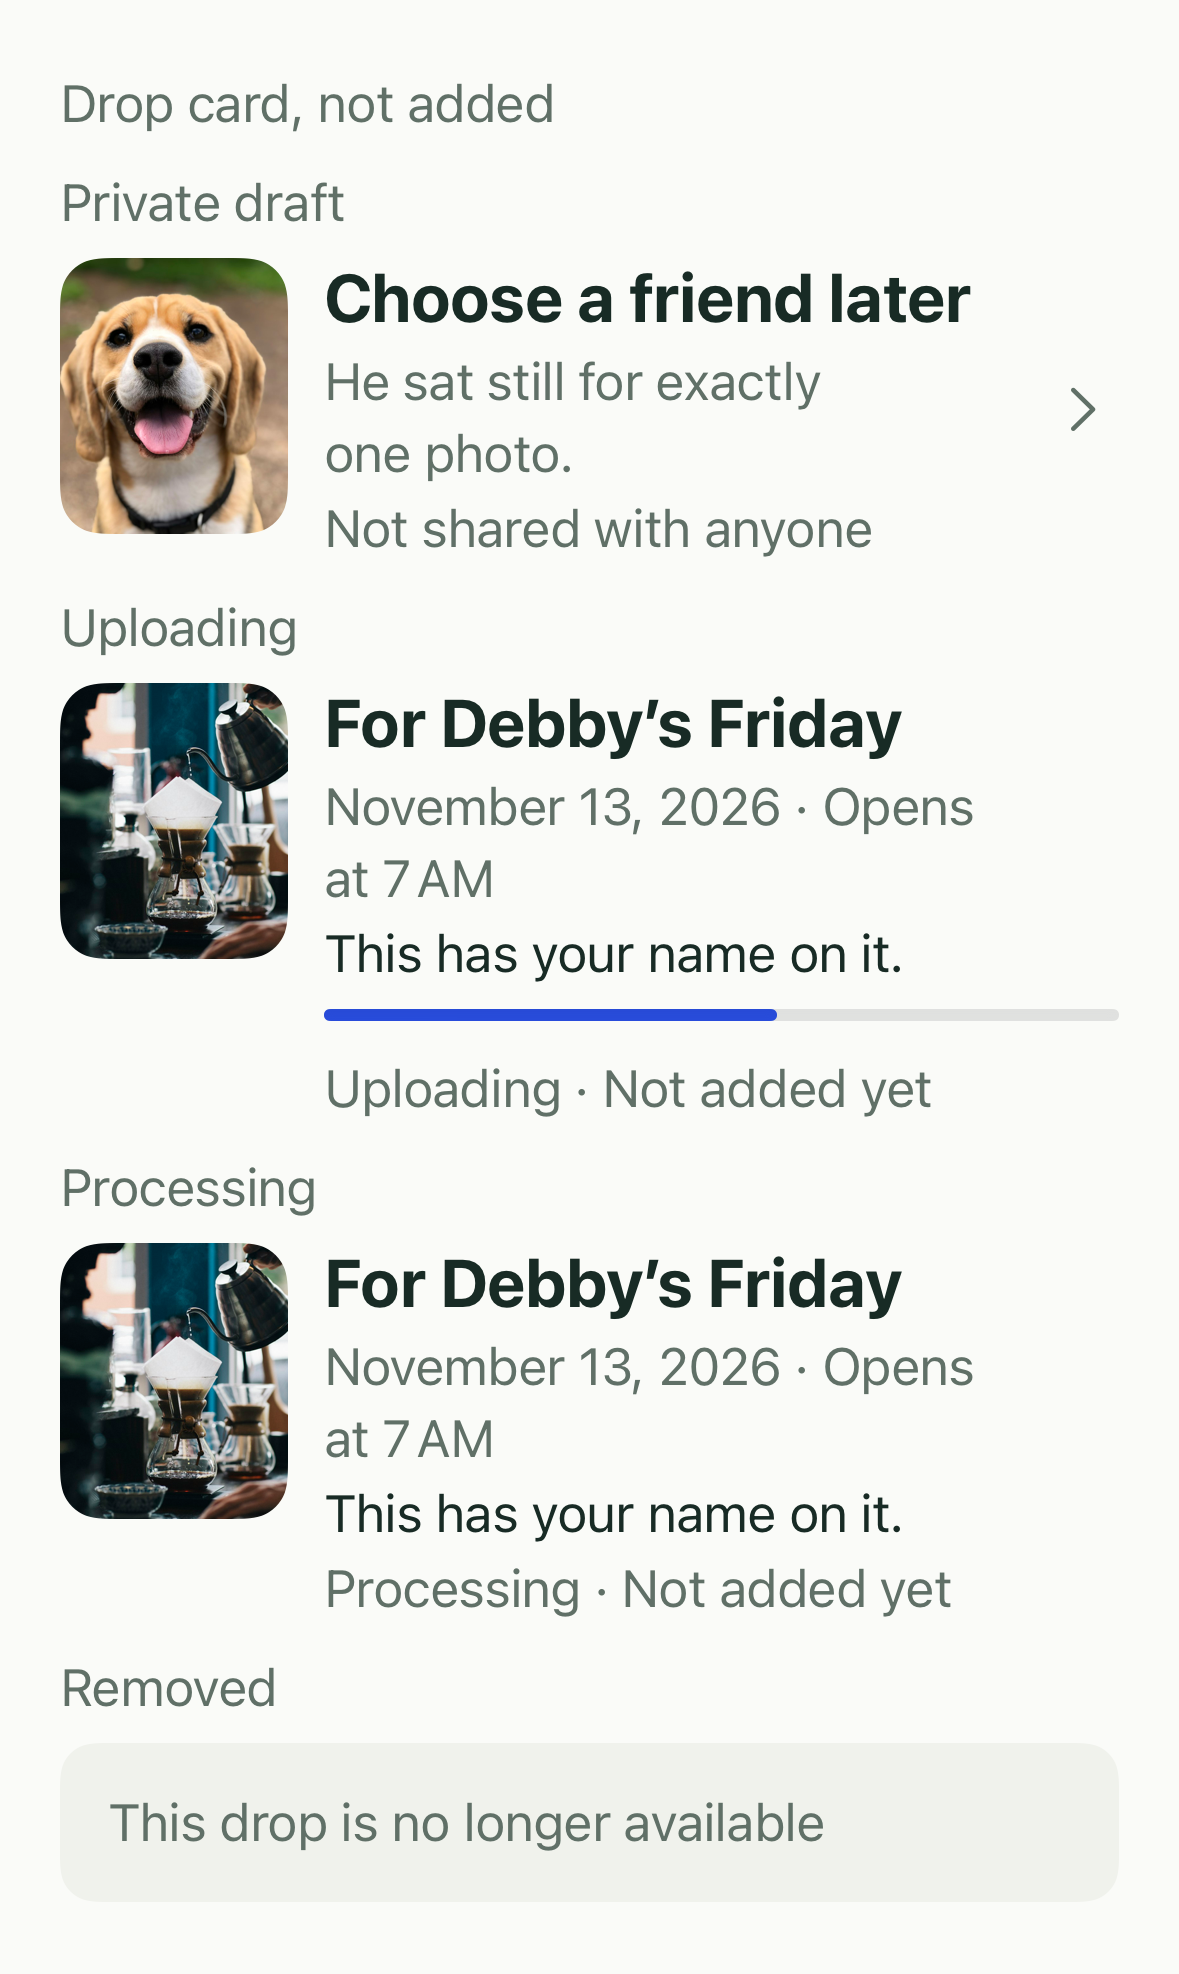 Drop card, not added
Private draft
Choose a friend later
He sat still for exactly
one photo.
Not shared with anyone
Uploading
For Debby’s Friday
November 13, 2026 · Opens
at 7 AM
This has your name on it.
Uploading · Not added yet
Processing
For Debby’s Friday
November 13, 2026 · Opens
at 7 AM
This has your name on it.
Processing · Not added yet
Removed
This drop is no longer available